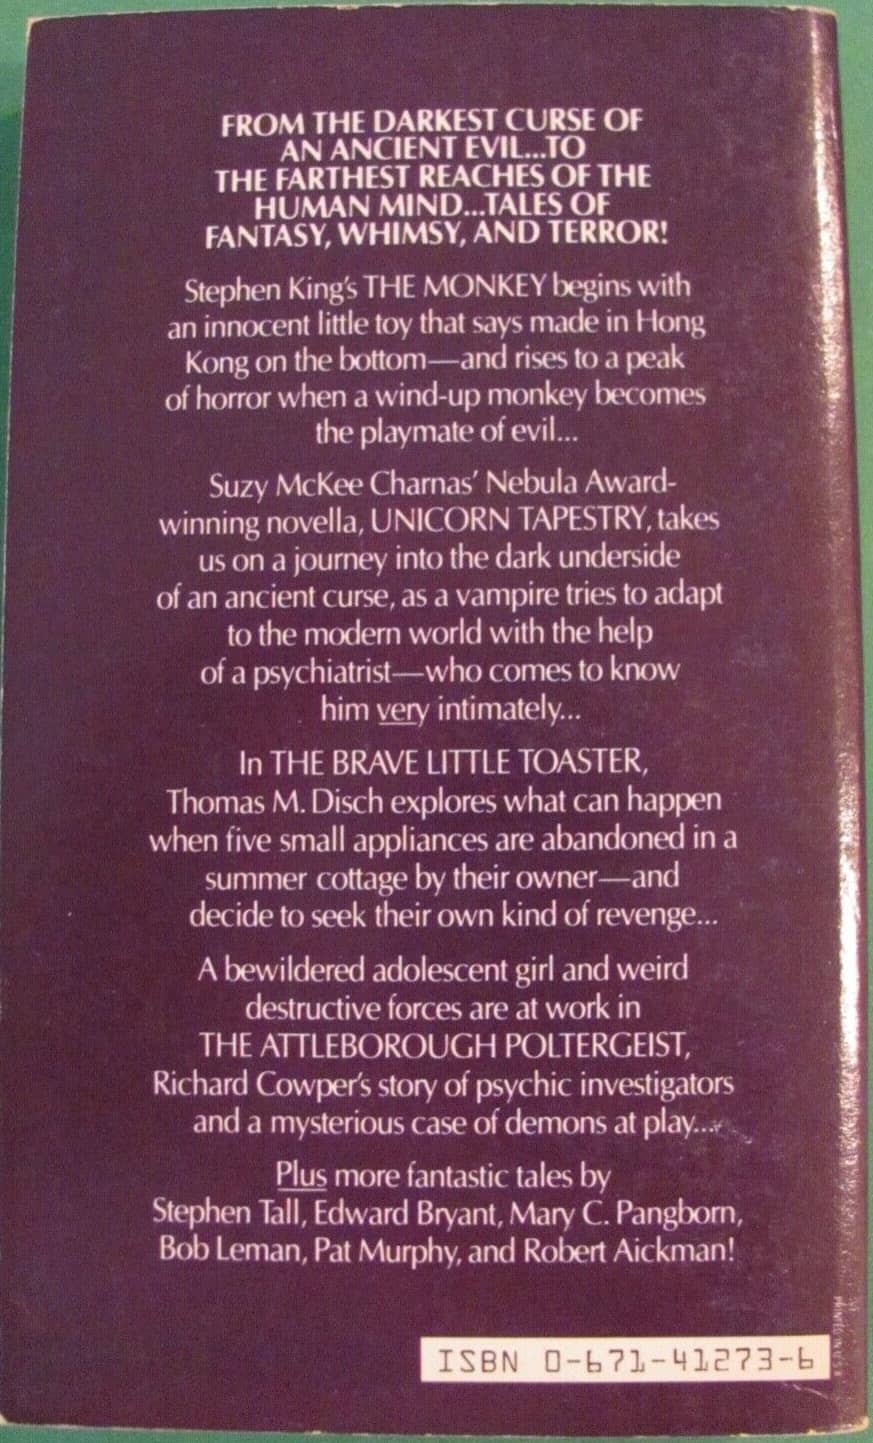 FROM THE DARKEST CURSE OF
AN ANCIENT EVIL...TO
THE FARTHEST REACHES OF THE
HUMAN MIND...TALES OF
FANTASY, WHIMSY, AND TERROR!
Stephen King's THE MONKEY begins with
an innocent little toy that says made in Hong
Kong on the bottom—and rises to a peak
of horror when a wind-up monkey becomes
the playmate of evil...
Suzy McKee Charnas' Nebula Award-
winning novella, UNICORN TAPESTRY, takes
us on a journey into the dark underside
of an ancient curse, as a vampire tries to adapt
to the modern world with the help
of a psychiatrist—who comes to know
him very intimately...
In THE BRAVE LITTLE TOASTER,
Thomas M. Disch explores what can happen
when five small appliances are abandoned in a
summer cottage by their owner—and
decide to seek their own kind of revenge...
A bewildered adolescent girl and weird
destructive forces are at work in
THE ATTLEBOROUGH POLTERGEIST,
Richard Cowper's story of psychic investigators
and a mysterious case of demons at play...
Plus more fantastic tales by
Stephen Tall, Edward Bryant, Mary C. Pangborn,
Bob Leman, Pat Murphy, and Robert Aickman!
ISBN 0-671-41273-6
PRINTED IN U.S.A.